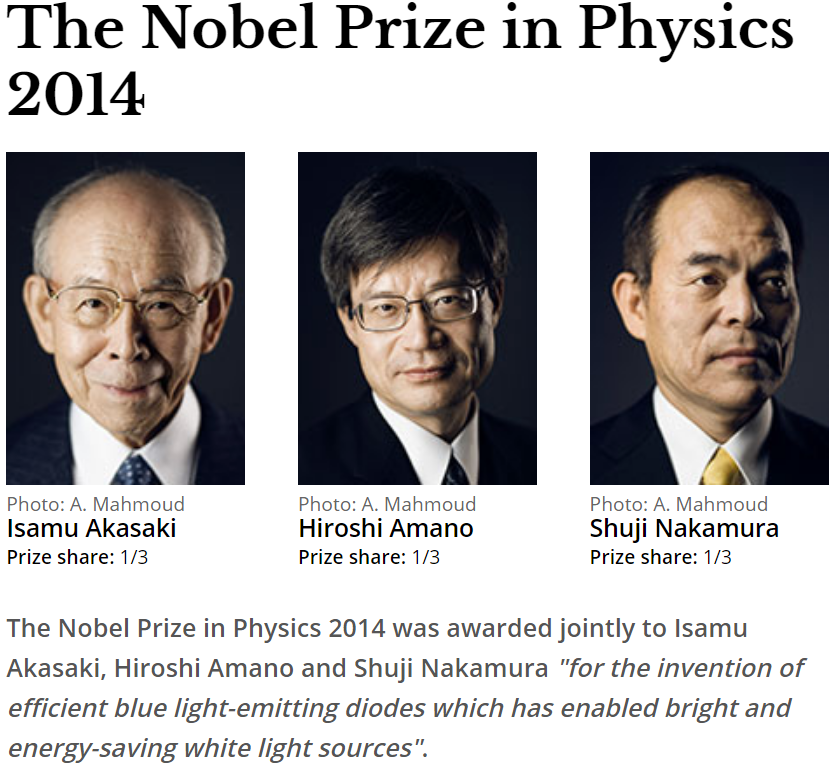 The Nobel Prize in Physics
2014
Photo: A. Mahmoud
Isamu Akasaki
Prize share: 1/3
Photo: A. Mahmoud
Hiroshi Amano
Prize share: 1/3
Photo: A. Mahmoud
Shuji Nakamura
Prize share: 1/3
The Nobel Prize in Physics 2014 was awarded jointly to Isamu
Akasaki, Hiroshi Amano and Shuji Nakamura "for the invention of
efficient blue light-emitting diodes which has enabled bright and
energy-saving white light sources".